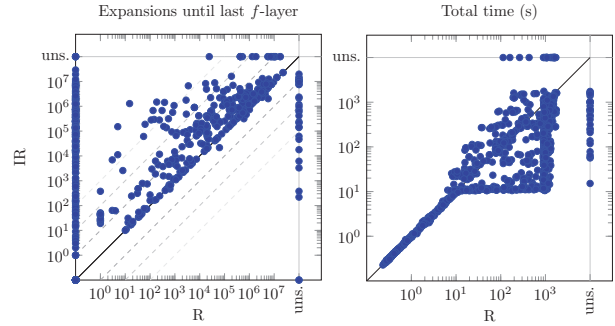 Expansions until last f-layer
Total time (s)
uns.
10^7
10^6
10^5
10^4
10^3
10^2
10^1
10^0
IR
10^0 10^1 10^2 10^3 10^4 10^5 10^6 10^7 uns.
R
uns.
10^3
10^2
10^1
10^0
10^0 10^1 10^2 10^3 uns.
R